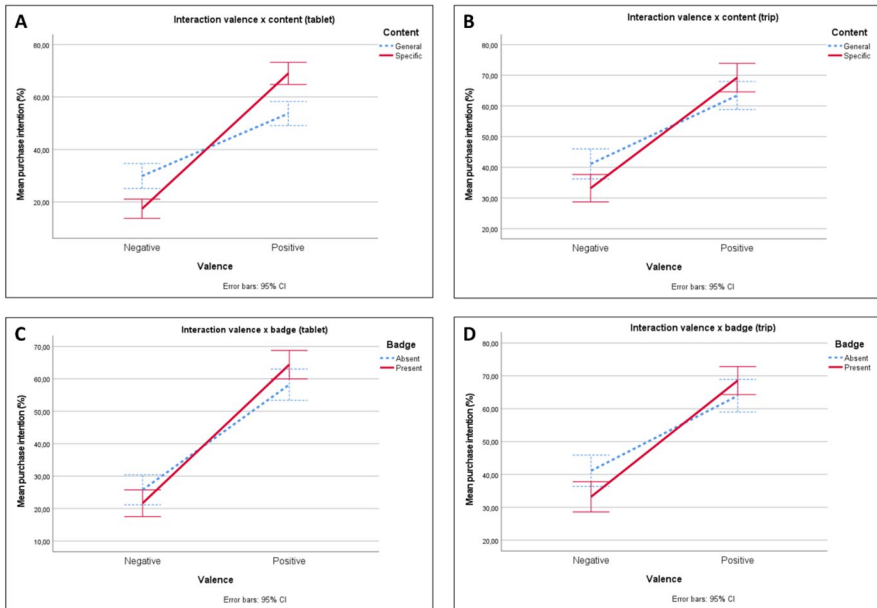 A
Interaction valence x content (tablet)
Content
General
Specific
Mean purchase intention (%)
80,00
60,00
40,00
20,00
Negative
Positive
Valence
Error bars: 95% CI
B
Interaction valence x content (trip)
Content
General
Specific
Mean purchase intention (%)
80,00
70,00
60,00
50,00
40,00
30,00
20,00
Negative
Positive
Valence
Error bars: 95% CI
C
Interaction valence x badge (tablet)
Badge
Absent
Present
Mean purchase intention (%)
70,00
60,00
50,00
40,00
30,00
20,00
10,00
Negative
Positive
Valence
Error bars: 95% CI
D
Interaction valence x badge (trip)
Badge
Absent
Present
Mean purchase intention (%)
80,00
70,00
60,00
50,00
40,00
30,00
20,00
Negative
Positive
Valence
Error bars: 95% CI